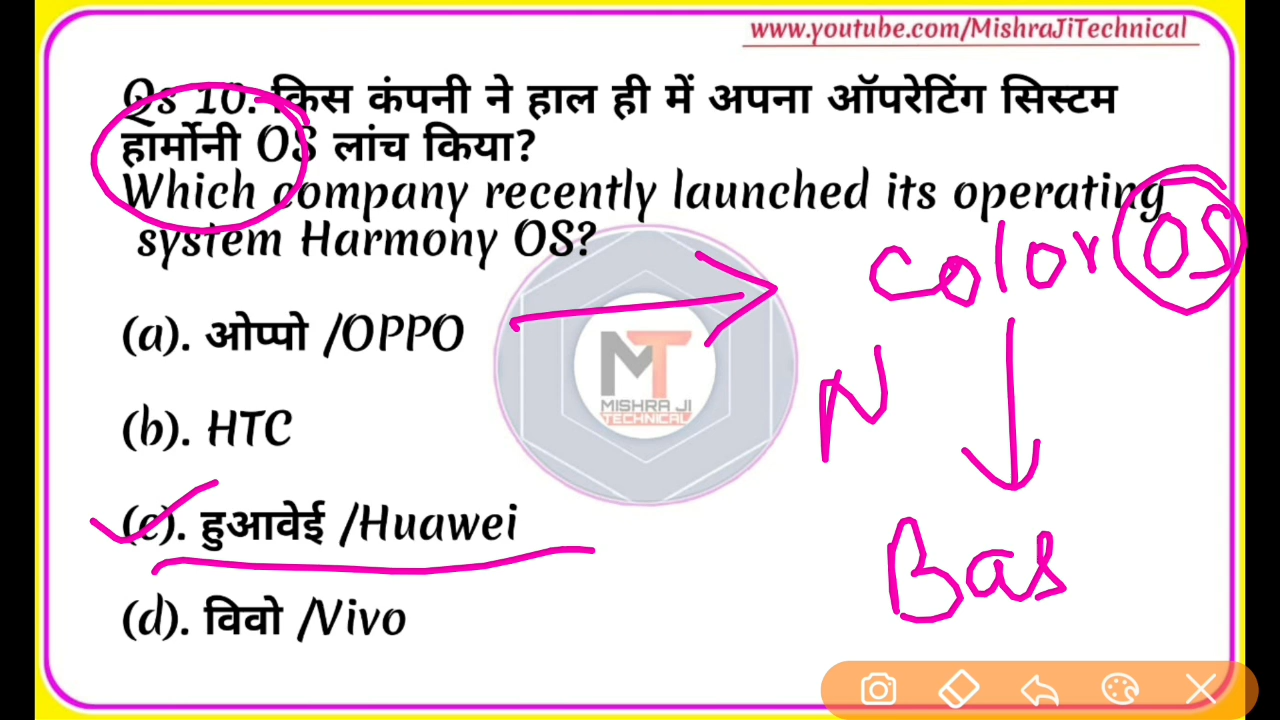 www.youtube.com/MishraJiTechnical
Qs 10. किस कंपनी ने हाल ही में अपना ऑपरेटिंग सिस्टम
हार्मोनी OS लांच किया?
Which company recently launched its operating
system Harmony OS?
(a). ओप्पो /OPPO
(b). HTC
(c). हुआवेई /Huawei
(d). विवो /Vivo
MT
MISHRA JI
TECHNICAL
Color OS
N
Bas